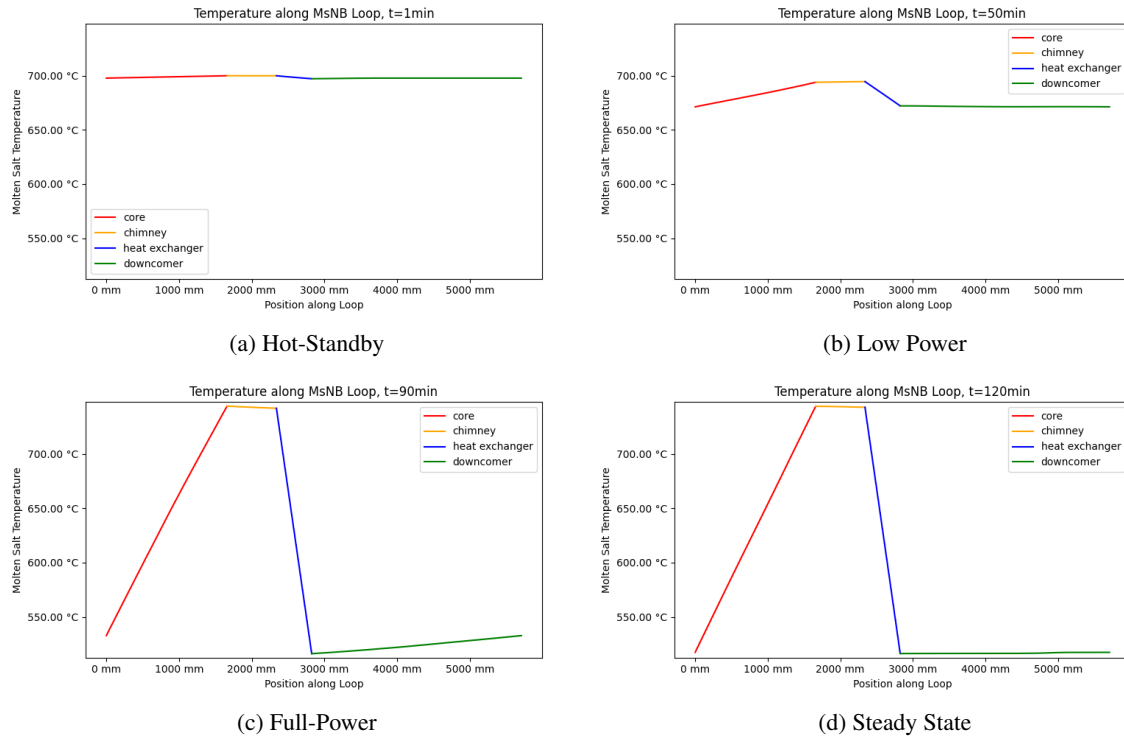 Temperature along MsNB Loop, t=1min
Molten Salt Temperature
700.00 °C
650.00 °C
600.00 °C
550.00 °C
core
chimney
heat exchanger
downcomer
0 mm 1000 mm 2000 mm 3000 mm 4000 mm 5000 mm
Position along Loop
(a) Hot-Standby
Temperature along MsNB Loop, t=50min
Molten Salt Temperature
700.00 °C
650.00 °C
600.00 °C
550.00 °C
core
chimney
heat exchanger
downcomer
0 mm 1000 mm 2000 mm 3000 mm 4000 mm 5000 mm
Position along Loop
(b) Low Power
Temperature along MsNB Loop, t=90min
Molten Salt Temperature
700.00 °C
650.00 °C
600.00 °C
550.00 °C
core
chimney
heat exchanger
downcomer
0 mm 1000 mm 2000 mm 3000 mm 4000 mm 5000 mm
Position along Loop
(c) Full-Power
Temperature along MsNB Loop, t=120min
Molten Salt Temperature
700.00 °C
650.00 °C
600.00 °C
550.00 °C
core
chimney
heat exchanger
downcomer
0 mm 1000 mm 2000 mm 3000 mm 4000 mm 5000 mm
Position along Loop
(d) Steady State